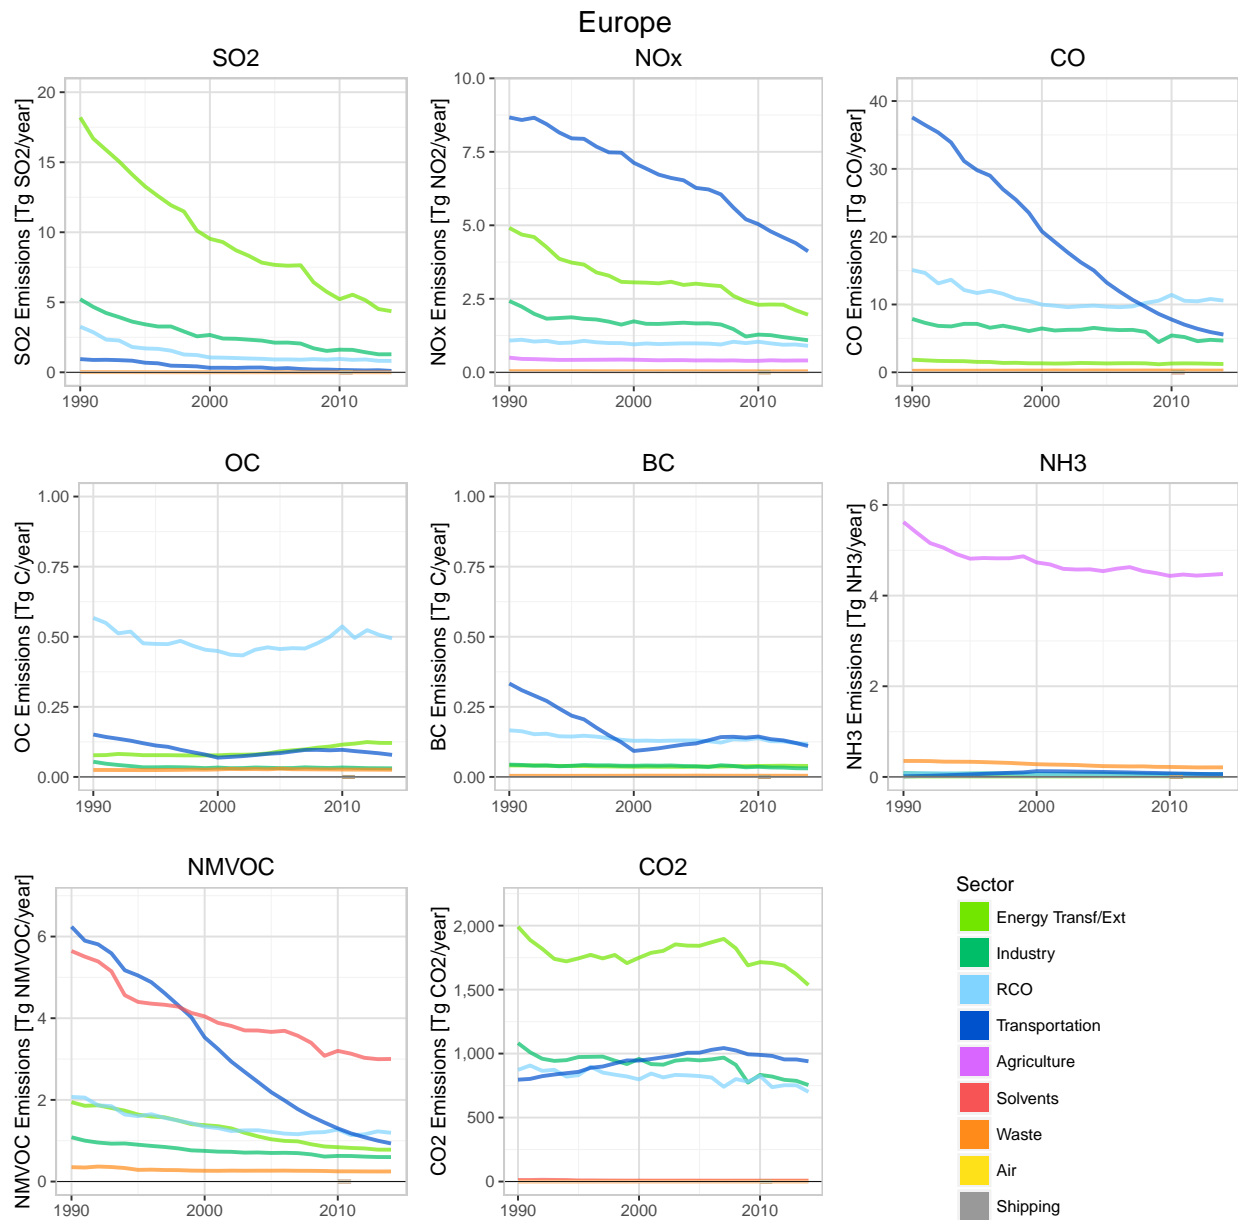 Europe
SO2
SO2 Emissions [Tg SO2/year]
20
15
10
5
0
1990 2000 2010
NOx
NOx Emissions [Tg NO2/year]
10.0
7.5
5.0
2.5
0.0
1990 2000 2010
CO
CO Emissions [Tg CO/year]
40
30
20
10
0
1990 2000 2010
OC
OC Emissions [Tg C/year]
1.00
0.75
0.50
0.25
0.00
1990 2000 2010
BC
BC Emissions [Tg C/year]
1.00
0.75
0.50
0.25
0.00
1990 2000 2010
NH3
NH3 Emissions [Tg NH3/year]
6
4
2
0
1990 2000 2010
NMVOC
NMVOC Emissions [Tg NMVOC/year]
6
4
2
0
1990 2000 2010
CO2
CO2 Emissions [Tg CO2/year]
2,000
1,500
1,000
500
0
1990 2000 2010
Sector
Energy Transf/Ext
Industry
RCO
Transportation
Agriculture
Solvents
Waste
Air
Shipping